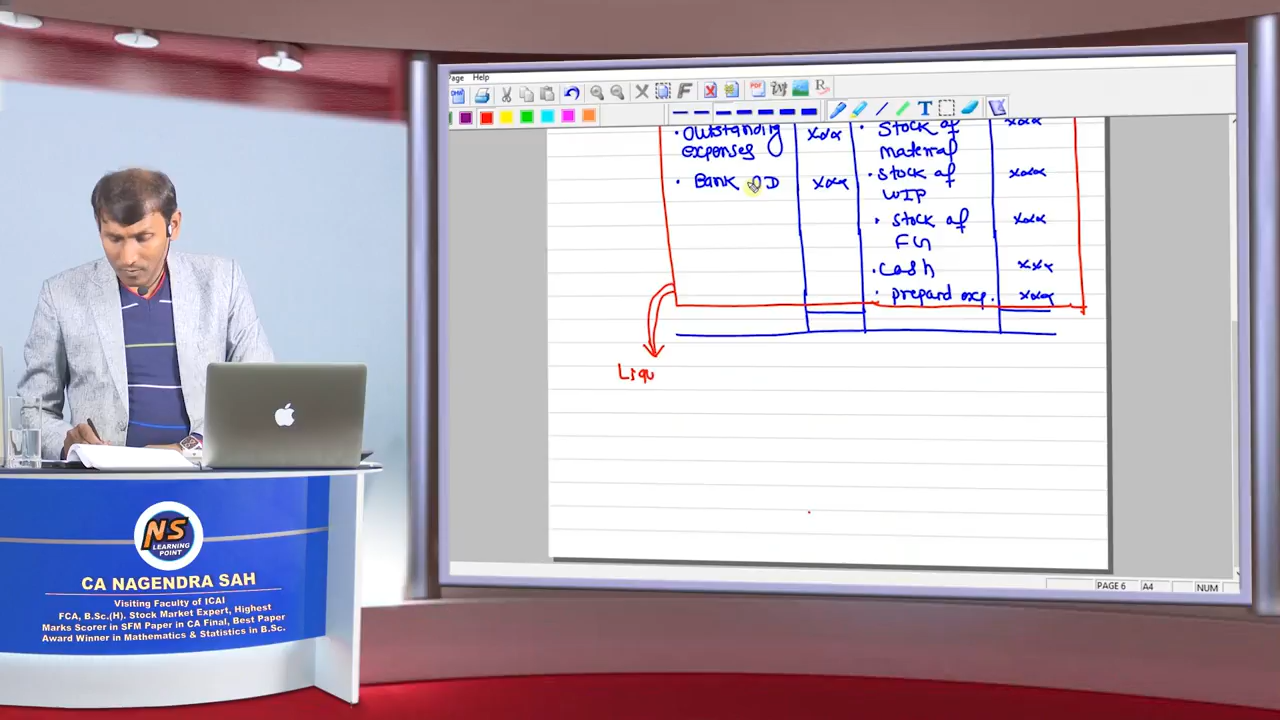 Page Help
Outstanding expenses xxx
Bank OD xxx
Stock of material xxx
stock of WIP xxx
stock of FG xxx
cash xxx
prepard exp. xxx
Liqu
PAGE 6 A4 NUM
NS
LEARNING
POINT
CA NAGENDRA SAH
Visiting Faculty of ICAI
FCA, B.Sc.(H). Stock Market Expert, Highest
Marks Scorer in SFM Paper in CA Final, Best Paper
Award Winner in Mathematics & Statistics in B.Sc.